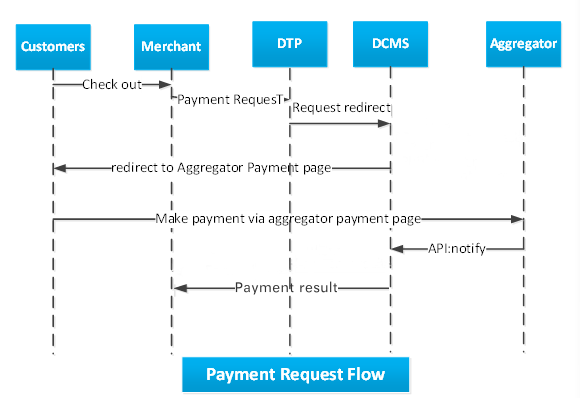 Customers
Merchant
DTP
DCMS
Aggregator
Check out
Payment RequesT
Request redirect
redirect to Aggregator Payment page
Make payment via aggregator payment page
API:notify
Payment result
Payment Request Flow